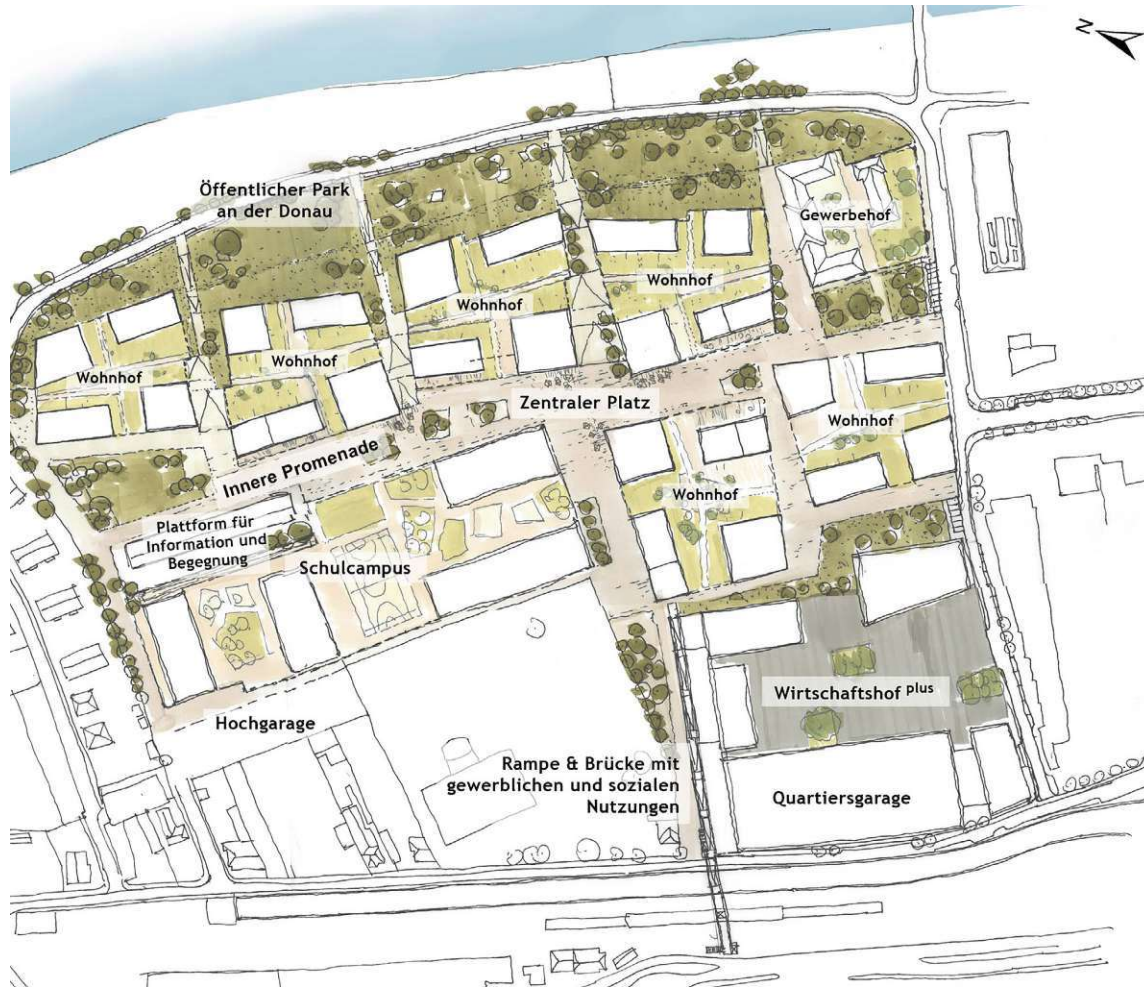 N
Öffentlicher Park
an der Donau
Gewerbehof
Wohnhof
Wohnhof
Wohnhof
Wohnhof
Zentraler Platz
Wohnhof
Innere Promenade
Wohnhof
Plattform für
Information und
Begegnung
Schulcampus
Wirtschaftshof plus
Hochgarage
Rampe & Brücke mit
gewerblichen und sozialen
Nutzungen
Quartiersgarage